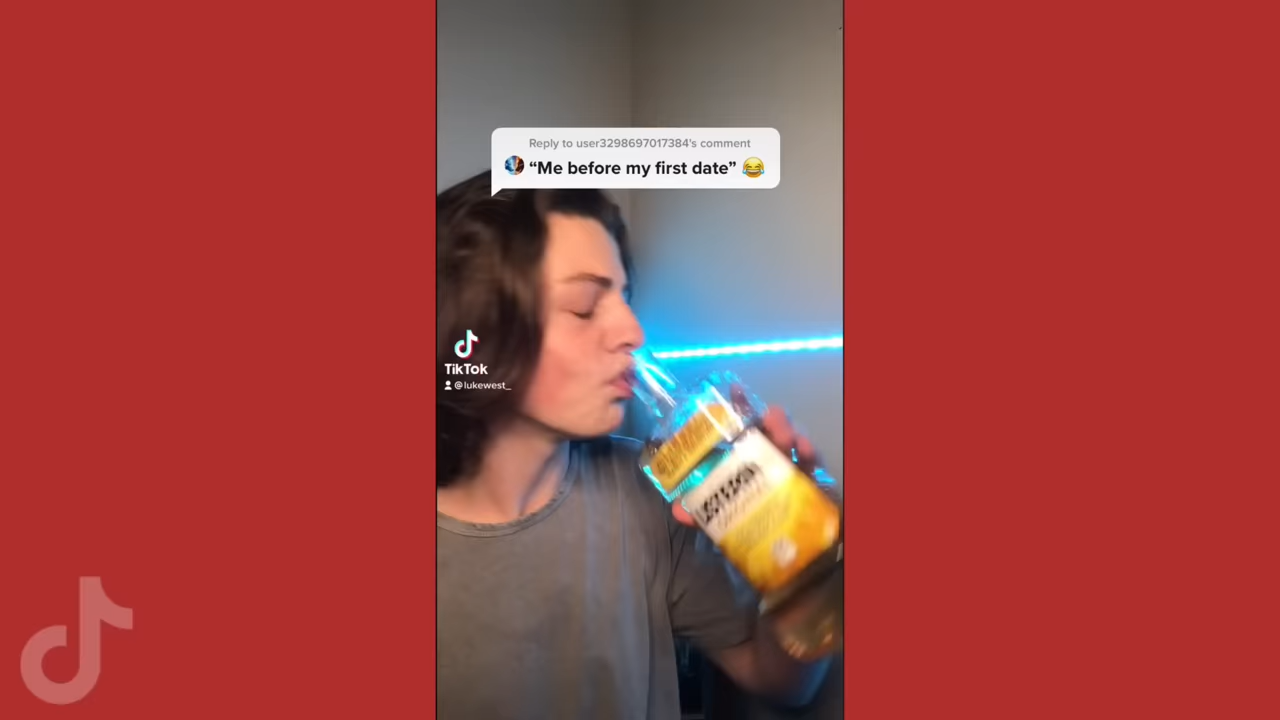 Reply to user3298697017384's comment
“Me before my first date” 😂
TikTok
@lukewest_